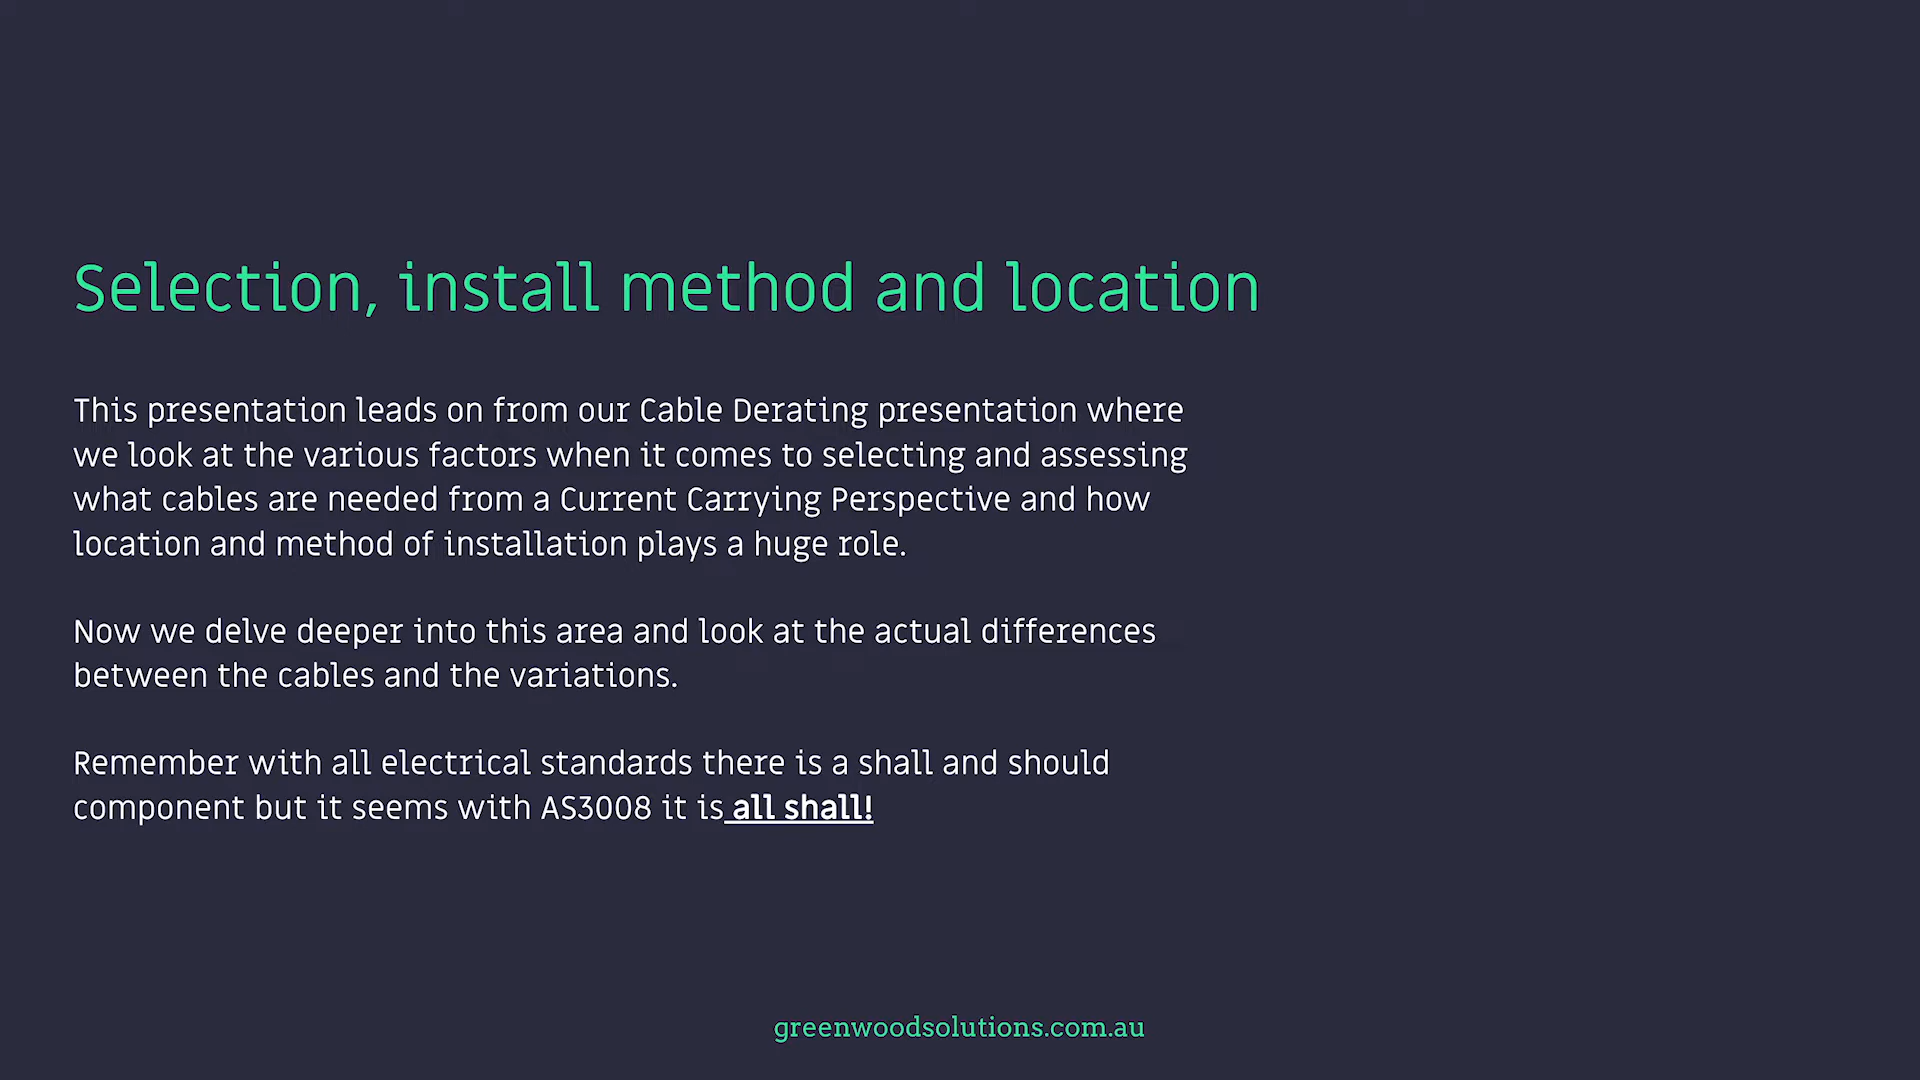 Selection, install method and location
This presentation leads on from our Cable Derating presentation where
we look at the various factors when it comes to selecting and assessing
what cables are needed from a Current Carrying Perspective and how
location and method of installation plays a huge role.
Now we delve deeper into this area and look at the actual differences
between the cables and the variations.
Remember with all electrical standards there is a shall and should
component but it seems with AS3008 it is all shall!
greenwoodsolutions.com.au